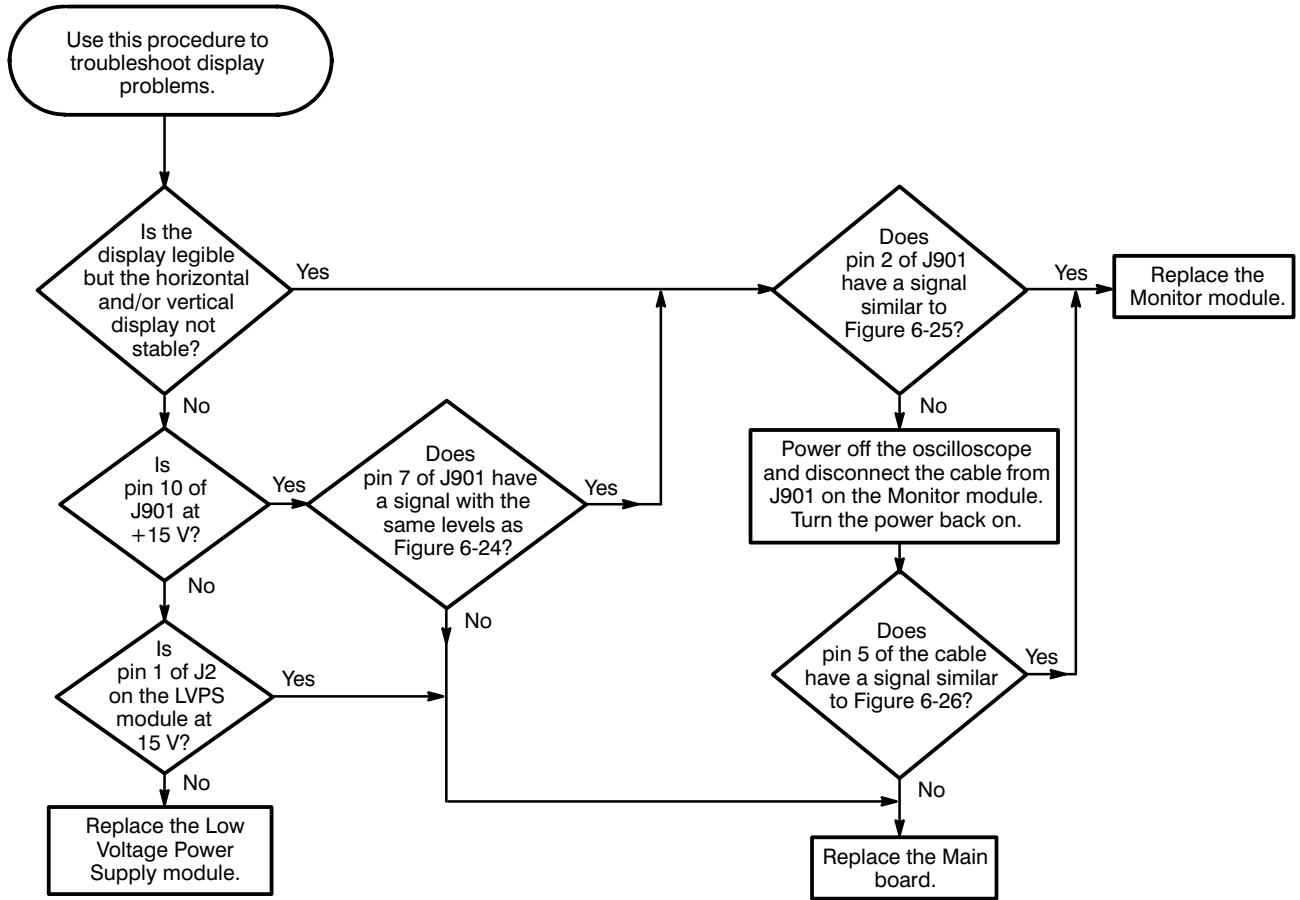 Use this procedure to
troubleshoot display
problems.
Is the
display legible
but the horizontal
and/or vertical
display not
stable?
Yes
No
Does
pin 2 of J901
have a signal
similar to
Figure 6-25?
Yes
No
Replace the
Monitor module.
Is
pin 10 of
J901 at
+15 V?
Yes
No
Does
pin 7 of J901 have
a signal with the
same levels as
Figure 6-24?
Yes
No
Power off the oscilloscope
and disconnect the cable from
J901 on the Monitor module.
Turn the power back on.
Is
pin 1 of J2
on the LVPS
module at
15 V?
Yes
No
Does
pin 5 of the cable
have a signal similar
to Figure 6-26?
Yes
No
Replace the Low
Voltage Power
Supply module.
Replace the Main
board.